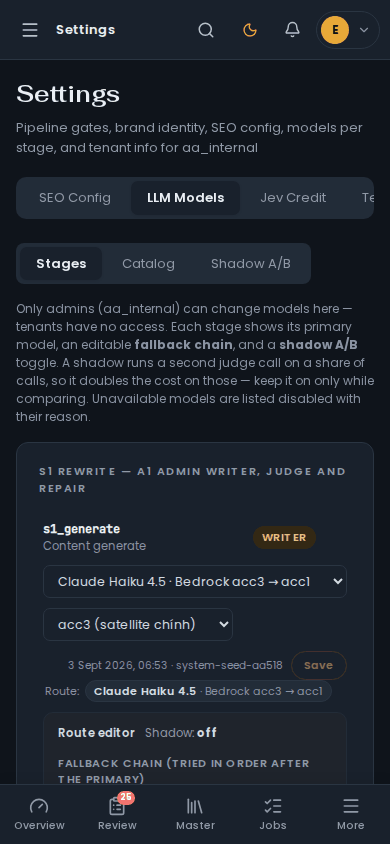 Settings
E
Settings
Pipeline gates, brand identity, SEO config, models per
stage, and tenant info for aa_internal
SEO Config LLM Models Jev Credit Te
Stages Catalog Shadow A/B
Only admins (aa_internal) can change models here —
tenants have no access. Each stage shows its primary
model, an editable fallback chain, and a shadow A/B
toggle. A shadow runs a second judge call on a share of
calls, so it doubles the cost on those — keep it on only while
comparing. Unavailable models are listed disabled with
their reason.
S1 REWRITE — A1 ADMIN WRITER, JUDGE AND
REPAIR
s1_generate
Content generate
WRITER
Claude Haiku 4.5 · Bedrock acc3 → acc1
acc3 (satellite chính)
3 Sept 2026, 06:53 · system-seed-aa518 Save
Route: Claude Haiku 4.5 · Bedrock acc3 → acc1
Route editor Shadow: off
FALLBACK CHAIN (TRIED IN ORDER AFTER
THE PRIMARY)
26
Overview Review Master Jobs More